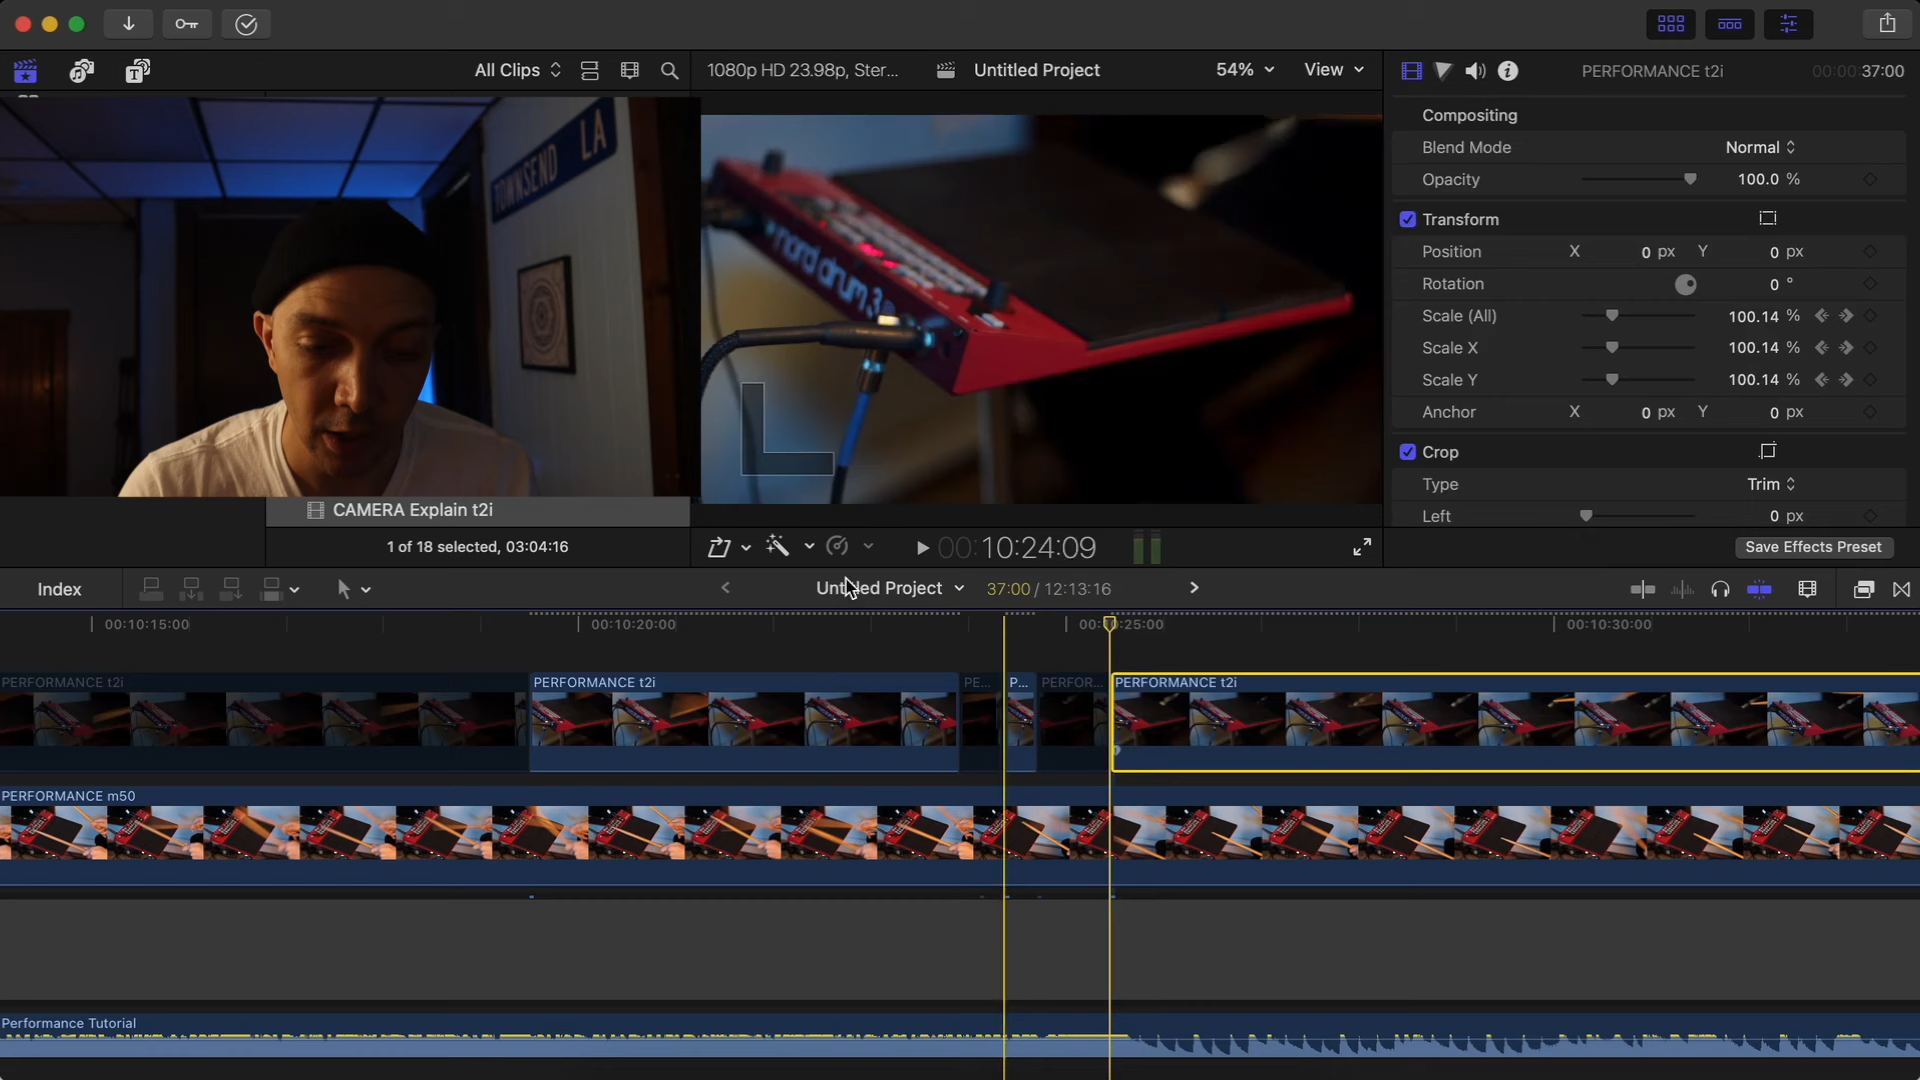 All Clips
1080p HD 23.98p, Ster...
Untitled Project
54%
View
PERFORMANCE t2i
00:00:37:00
TOWNSEND LA
nord drum 3
CAMERA Explain t2i
1 of 18 selected, 03:04:16
00:10:24:09
Compositing
Blend Mode
Normal
Opacity
100.0 %
Transform
Position
X
0 px
Y
0 px
Rotation
0 °
Scale (All)
100.14 %
Scale X
100.14 %
Scale Y
100.14 %
Anchor
X
0 px
Y
0 px
Crop
Type
Trim
Left
0 px
Save Effects Preset
Index
Untitled Project
37:00 / 12:13:16
00:10:15:00
00:10:20:00
00:10:25:00
00:10:30:00
PERFORMANCE t2i
PERFORMANCE t2i
PE...
P...
PERFOR...
PERFORMANCE t2i
PERFORMANCE m50
Performance Tutorial